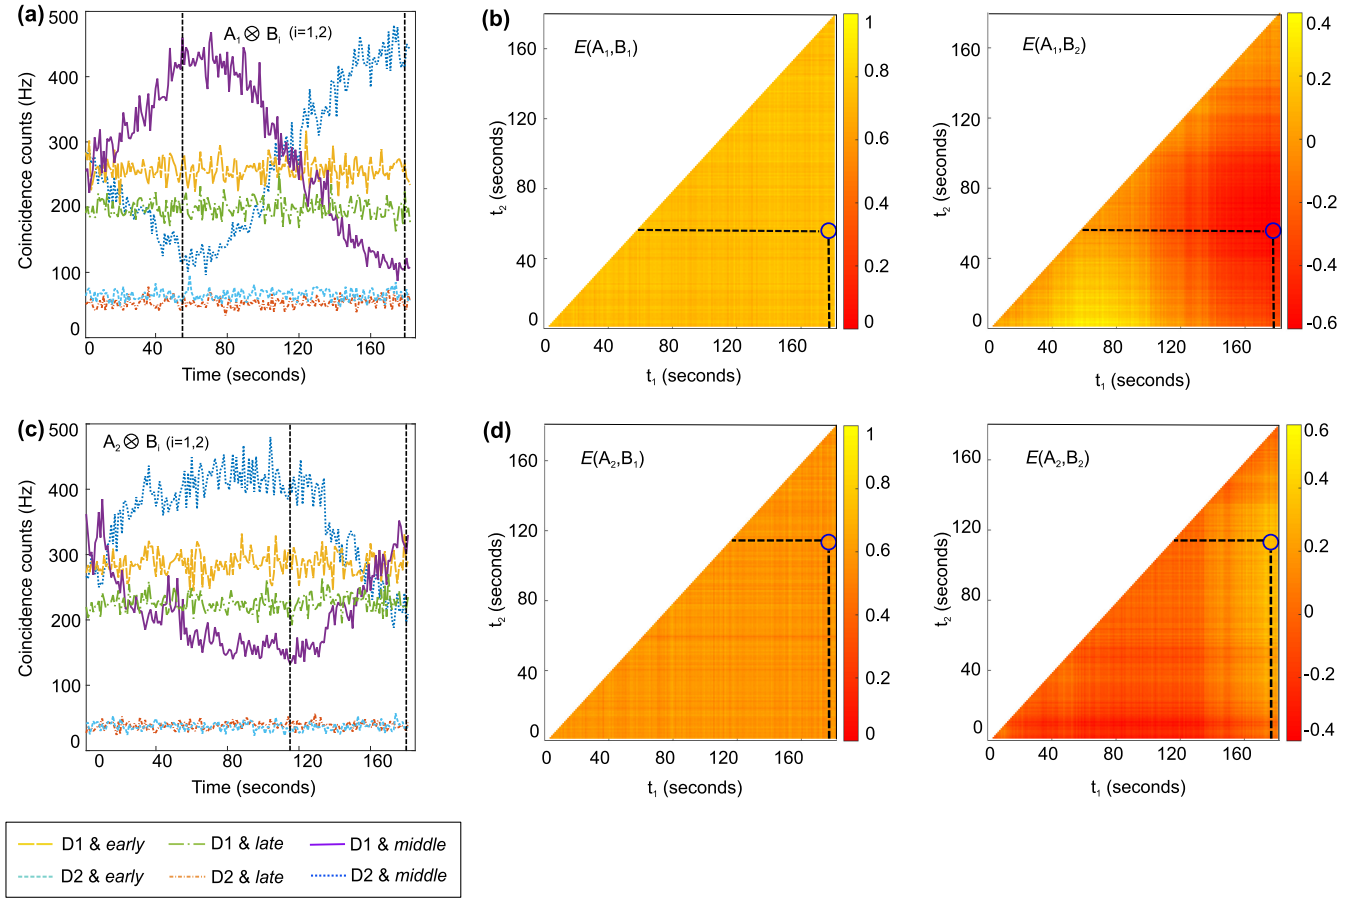 (a)
500
400
300
200
100
0
Coincidence counts (Hz)
A₁ ⊗ Bᵢ (i=1,2)
0 40 80 120 160
Time (seconds)
(b)
E(A₁,B₁)
160
120
80
40
0
t₂ (seconds)
0 40 80 120 160
t₁ (seconds)
1
0.8
0.6
0.4
0.2
0
E(A₁,B₂)
160
120
80
40
0
t₂ (seconds)
0 40 80 120 160
t₁ (seconds)
0.4
0.2
0
-0.2
-0.4
-0.6
(c)
500
400
300
200
100
0
Coincidence counts (Hz)
A₂ ⊗ Bᵢ (i=1,2)
0 40 80 120 160
Time (seconds)
(d)
E(A₂,B₁)
160
120
80
40
0
t₂ (seconds)
0 40 80 120 160
t₁ (seconds)
1
0.8
0.6
0.4
0.2
0
E(A₂,B₂)
160
120
80
40
0
t₂ (seconds)
0 40 80 120 160
t₁ (seconds)
0.6
0.4
0.2
0
-0.2
-0.4
D1 & early D1 & late D1 & middle
D2 & early D2 & late D2 & middle